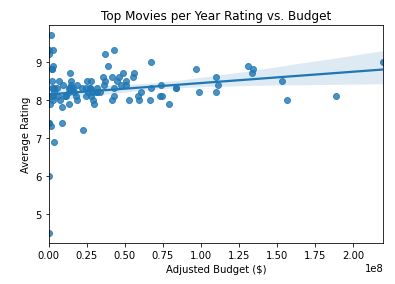 Top Movies per Year Rating vs. Budget
Average Rating
9
8
7
6
5
0.00 0.25 0.50 0.75 1.00 1.25 1.50 1.75 2.00
1e8
Adjusted Budget ($)